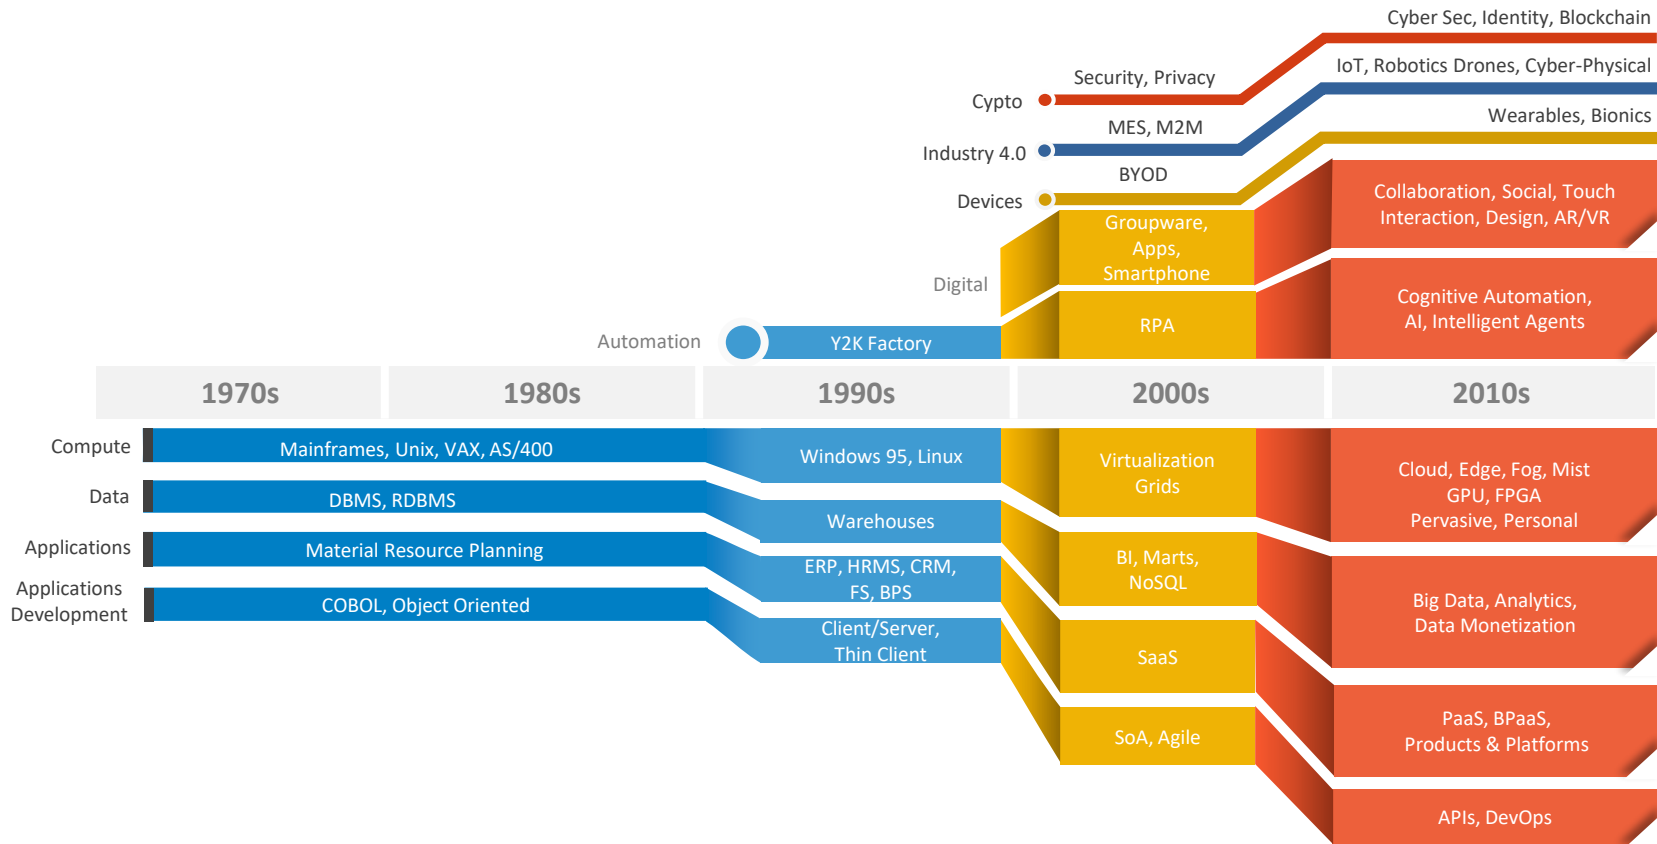 Cyber Sec, Identity, Blockchain
Security, Privacy
Cypto
IoT, Robotics Drones, Cyber-Physical
MES, M2M
Industry 4.0
Wearables, Bionics
BYOD
Devices
Digital
Groupware,
Apps,
Smartphone
Collaboration, Social, Touch
Interaction, Design, AR/VR
Automation
Y2K Factory
RPA
Cognitive Automation,
AI, Intelligent Agents
1970s
1980s
1990s
2000s
2010s
Compute
Mainframes, Unix, VAX, AS/400
Windows 95, Linux
Virtualization
Grids
Cloud, Edge, Fog, Mist
GPU, FPGA
Pervasive, Personal
Data
DBMS, RDBMS
Warehouses
BI, Marts,
NoSQL
Big Data, Analytics,
Data Monetization
Applications
Material Resource Planning
ERP, HRMS, CRM,
FS, BPS
SaaS
PaaS, BPaaS,
Products & Platforms
Applications
Development
COBOL, Object Oriented
Client/Server,
Thin Client
SoA, Agile
APIs, DevOps